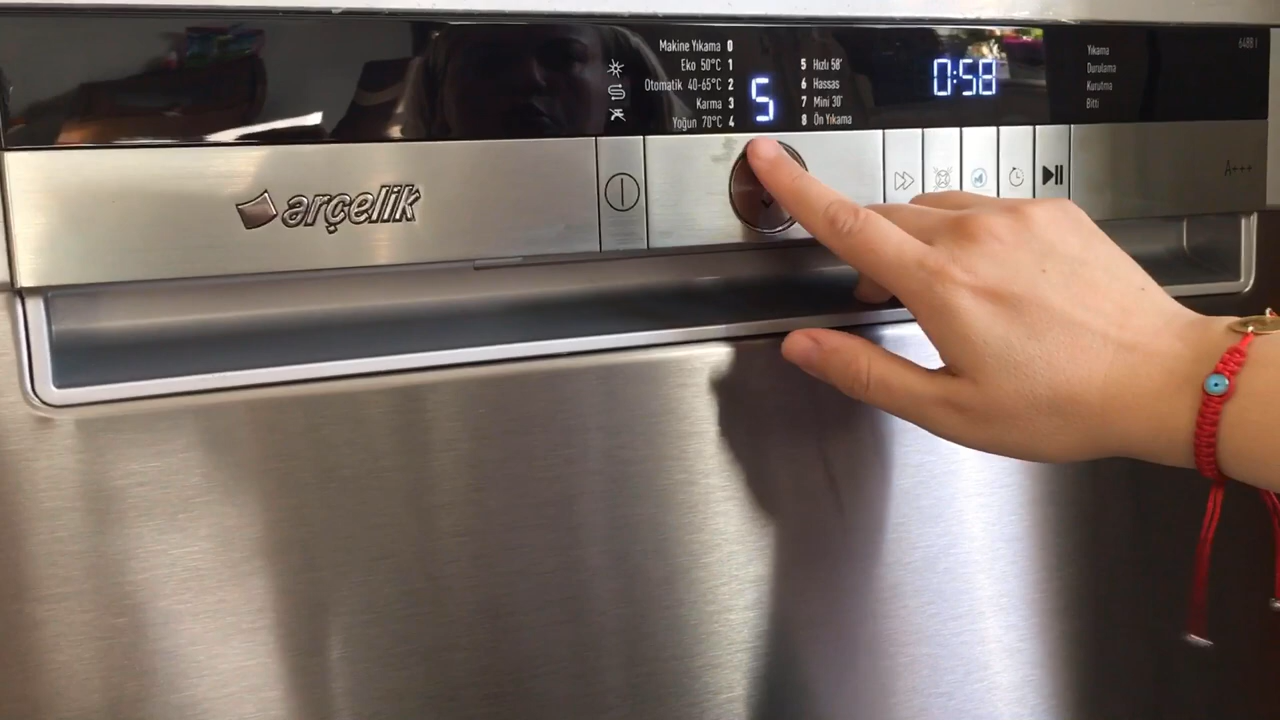 Makine Yıkama 0
Eko 50°C 1
Otomatik 40-65°C 2
Karma 3
Yoğun 70°C 4
5
5 Hızlı 58'
6 Hassas
7 Mini 30'
8 Ön Yıkama
0:58
Yıkama
Durulama
Kurutma
Bitti
6488 I
arçelik
A+++